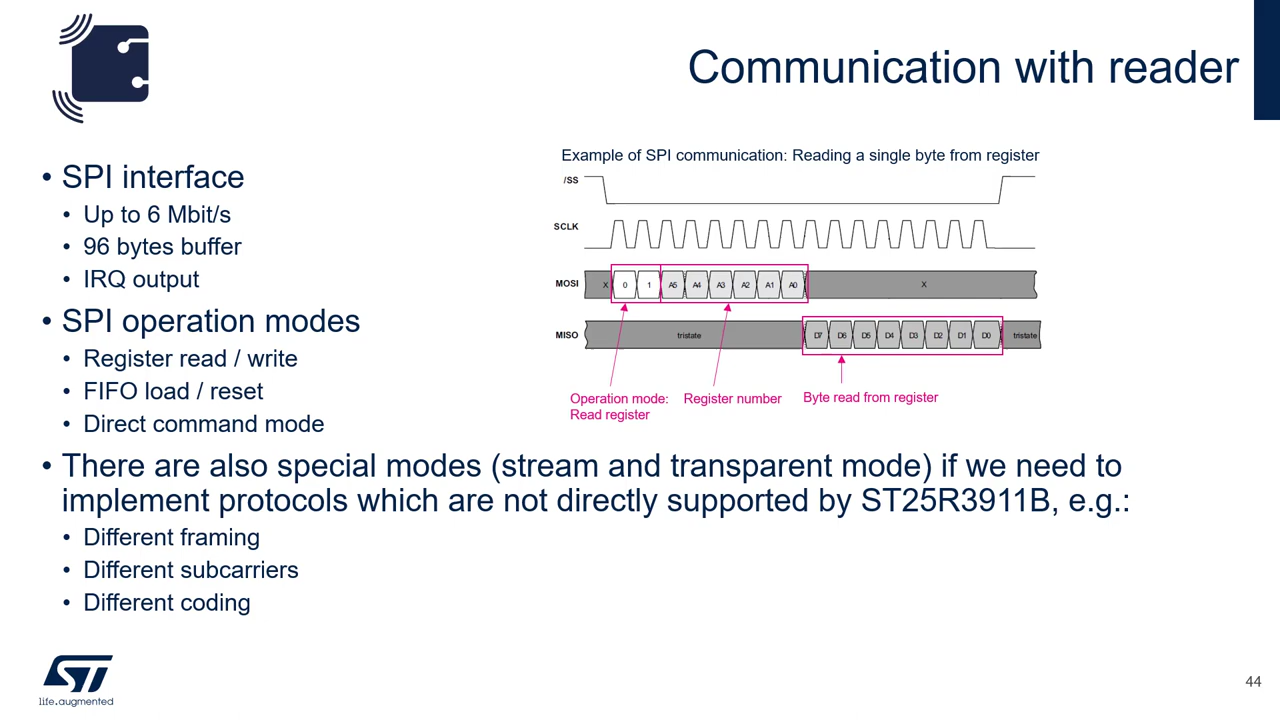 Communication with reader
• SPI interface
• Up to 6 Mbit/s
• 96 bytes buffer
• IRQ output
• SPI operation modes
• Register read / write
• FIFO load / reset
• Direct command mode
Example of SPI communication: Reading a single byte from register
/SS
SCLK
MOSI X 0 1 A5 A4 A3 A2 A1 A0 X
MISO tristate D7 D6 D5 D4 D3 D2 D1 D0 tristate
Operation mode: Register number Byte read from register
Read register
• There are also special modes (stream and transparent mode) if we need to
implement protocols which are not directly supported by ST25R3911B, e.g.:
• Different framing
• Different subcarriers
• Different coding
ST
life.augmented
44